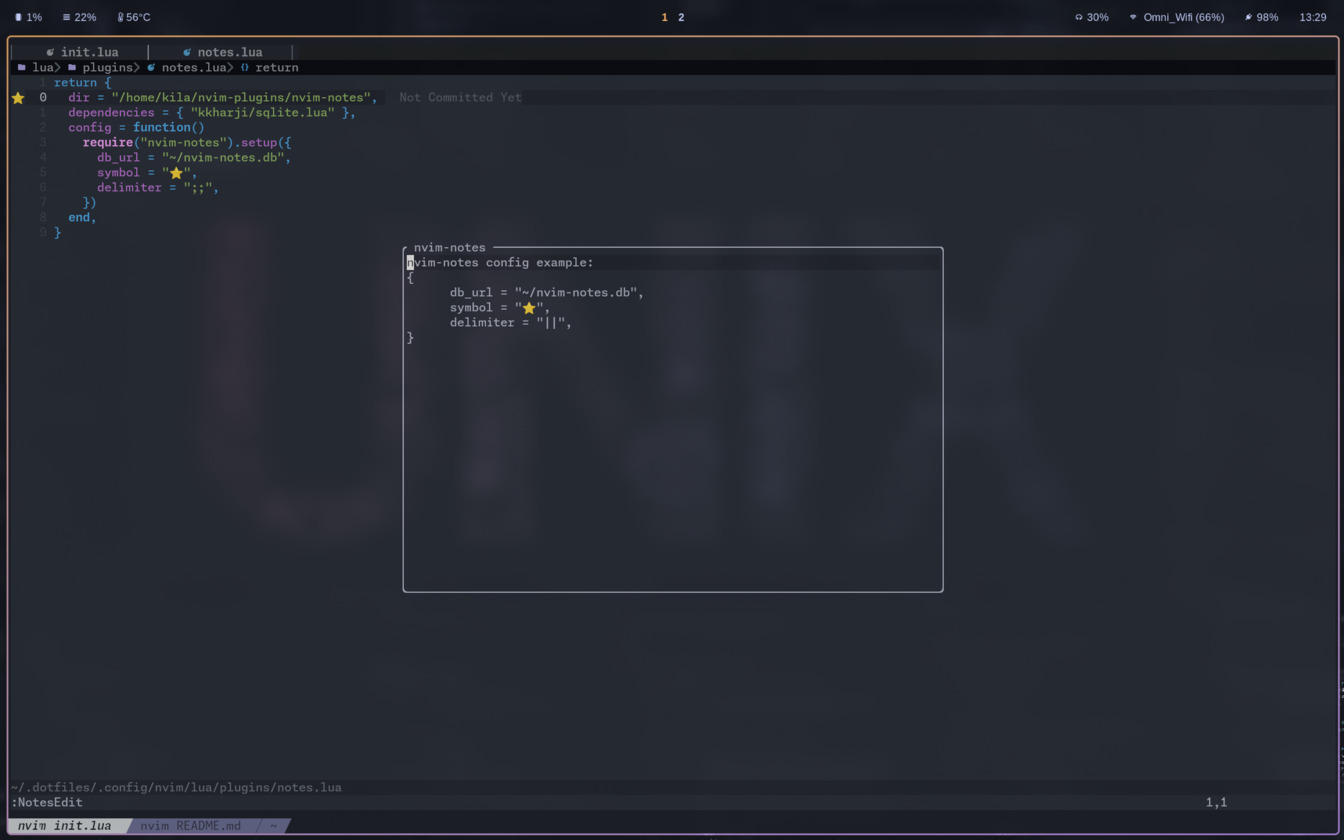 1% 22% 56°C 1 2 30% Omni_Wifi (66%) 98% 13:29
init.lua notes.lua
lua> plugins> notes.lua> {} return
1 return {
⭐ 0 dir = "/home/kila/nvim-plugins/nvim-notes", Not Committed Yet
1 dependencies = { "kkharji/sqlite.lua" },
2 config = function()
3 require("nvim-notes").setup({
4 db_url = "~/nvim-notes.db",
5 symbol = "⭐",
6 delimiter = ";;",
7 })
8 end,
9 }
nvim-notes
nvim-notes config example:
{
db_url = "~/nvim-notes.db",
symbol = "⭐",
delimiter = "||",
}
UNIX
~/.dotfiles/.config/nvim/lua/plugins/notes.lua
:NotesEdit 1,1
nvim init.lua nvim README.md ~